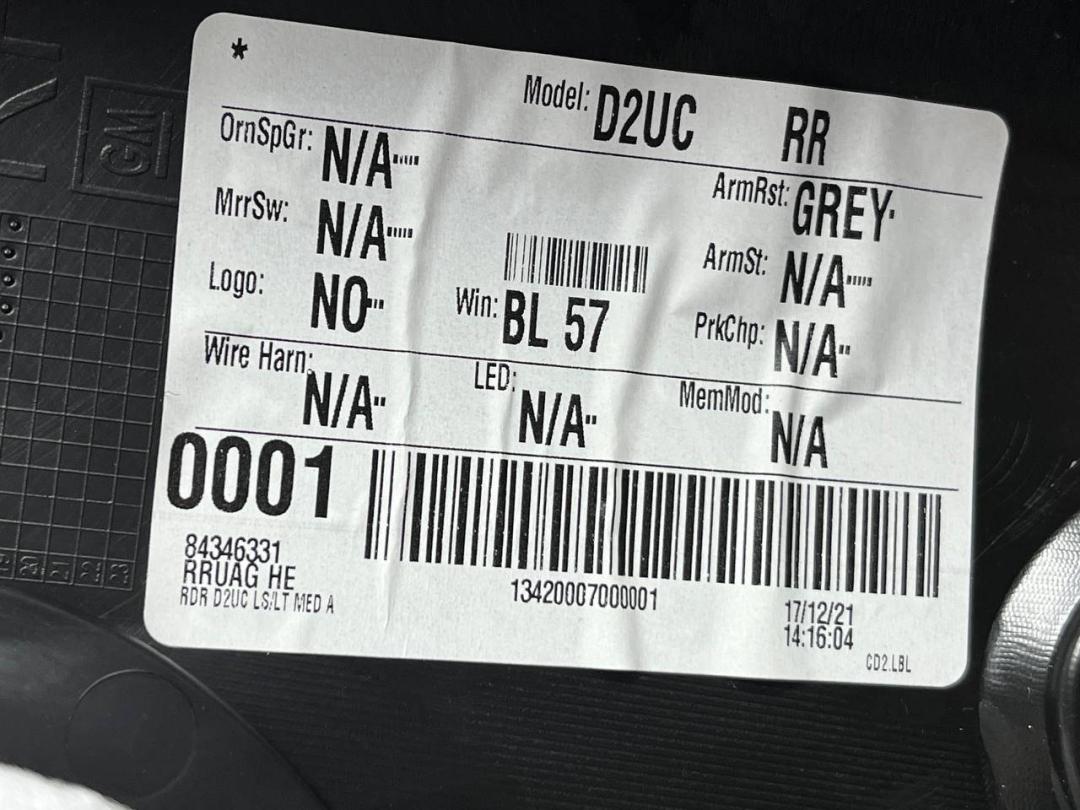 GM
*
Model: D2UC RR
OrnSpGr: N/A
ArmRst: GREY
MrrSw: N/A
ArmSt: N/A
Logo: NO
Win: BL 57
PrkChp: N/A
Wire Harn: N/A
LED: N/A
MemMod: N/A
0001
84346331
RRUAG HE
RDR D2UC LS/LT MED A
13420007000001
17/12/21
14:16:04
CD2.LBL